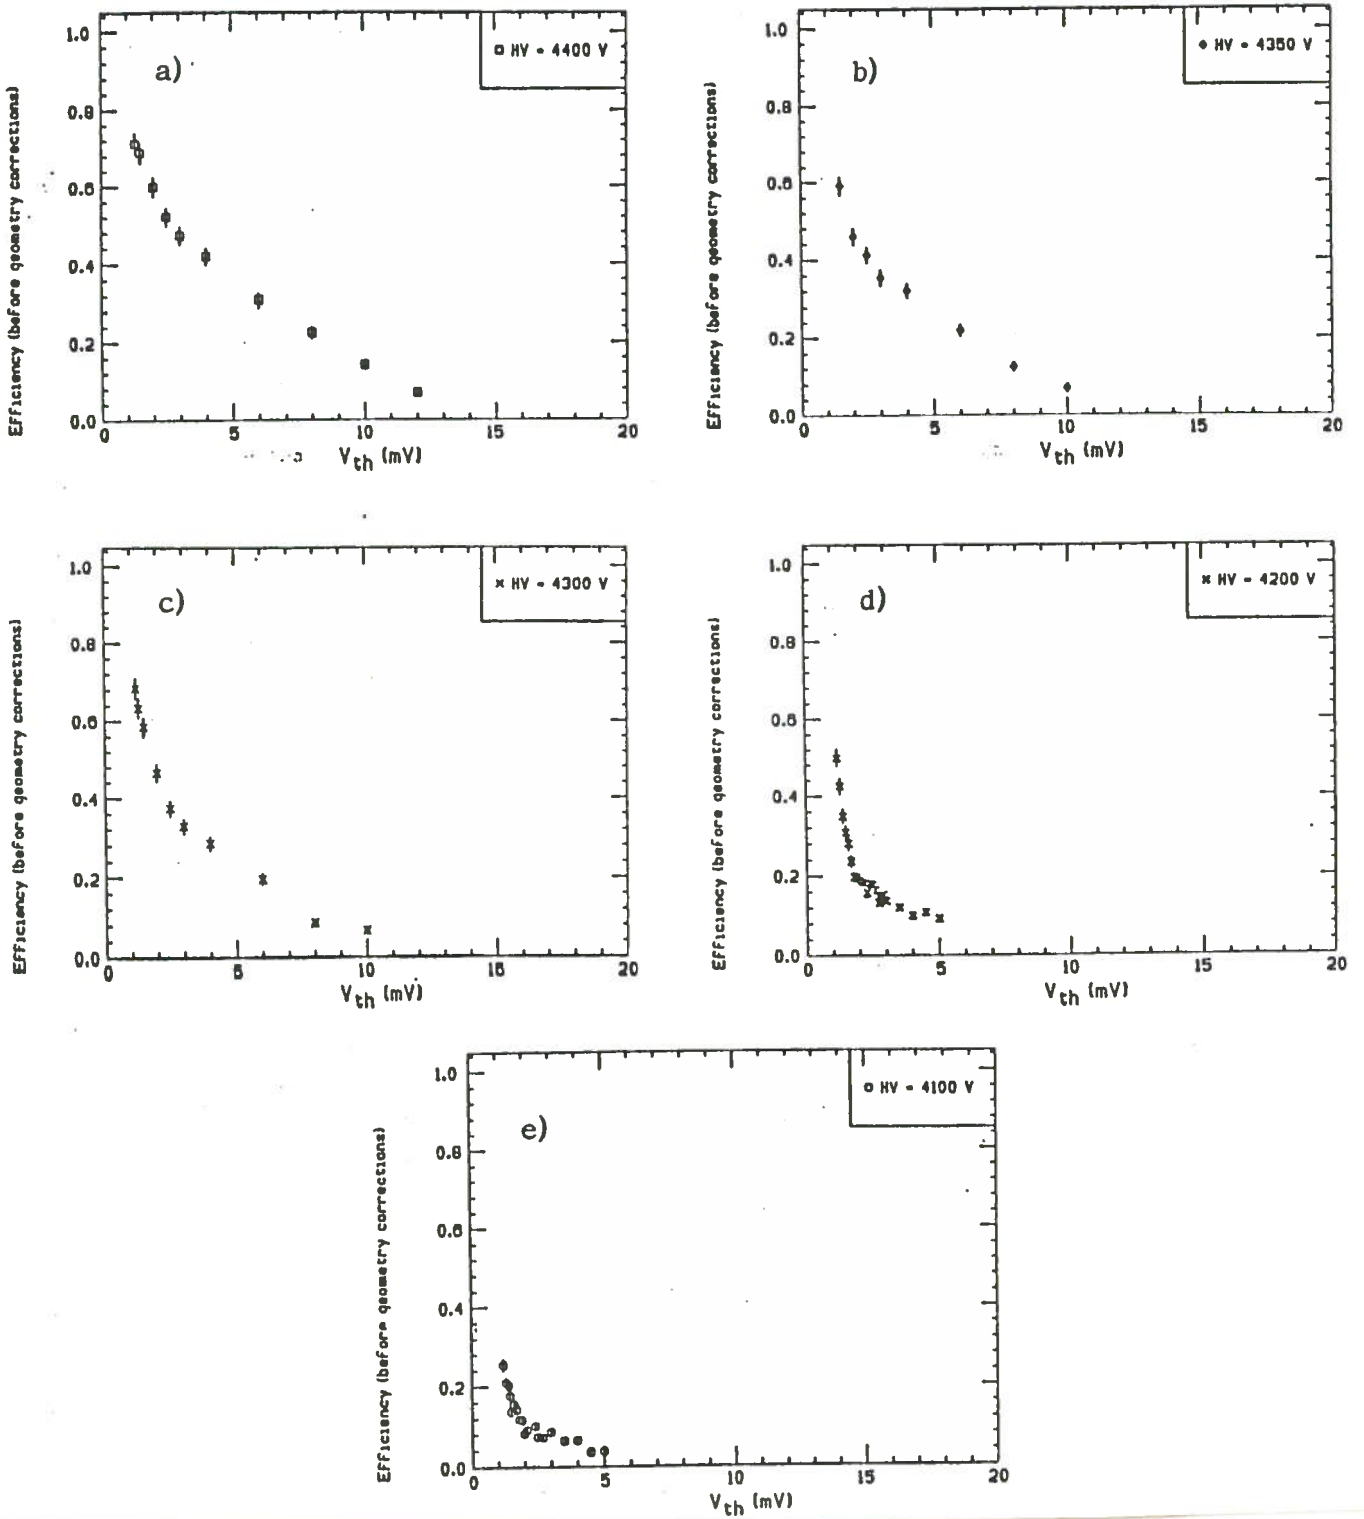 a)
HV - 4400 V
Efficiency (before geometry corrections)
1.0
0.8
0.6
0.4
0.2
0.0
0 5 10 15 20
Vth (mV)
b)
HV - 4350 V
Efficiency (before geometry corrections)
1.0
0.8
0.6
0.4
0.2
0.0
0 5 10 15 20
Vth (mV)
c)
HV - 4300 V
Efficiency (before geometry corrections)
1.0
0.8
0.6
0.4
0.2
0.0
0 5 10 15 20
Vth (mV)
d)
HV - 4200 V
Efficiency (before geometry corrections)
1.0
0.8
0.6
0.4
0.2
0.0
0 5 10 15 20
Vth (mV)
e)
HV - 4100 V
Efficiency (before geometry corrections)
1.0
0.8
0.6
0.4
0.2
0.0
0 5 10 15 20
Vth (mV)